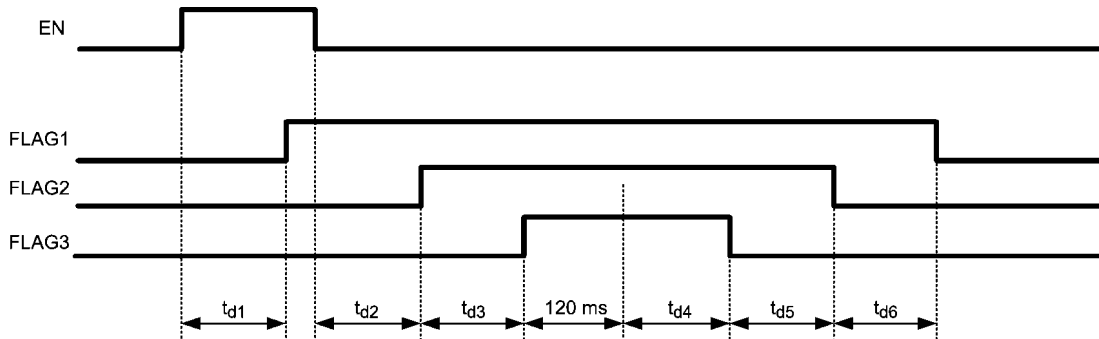 EN
FLAG1
FLAG2
FLAG3
td1 td2 td3 120 ms td4 td5 td6